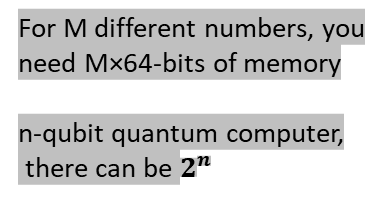 For M different numbers, you
need M×64-bits of memory
n-qubit quantum computer,
there can be 2ⁿ